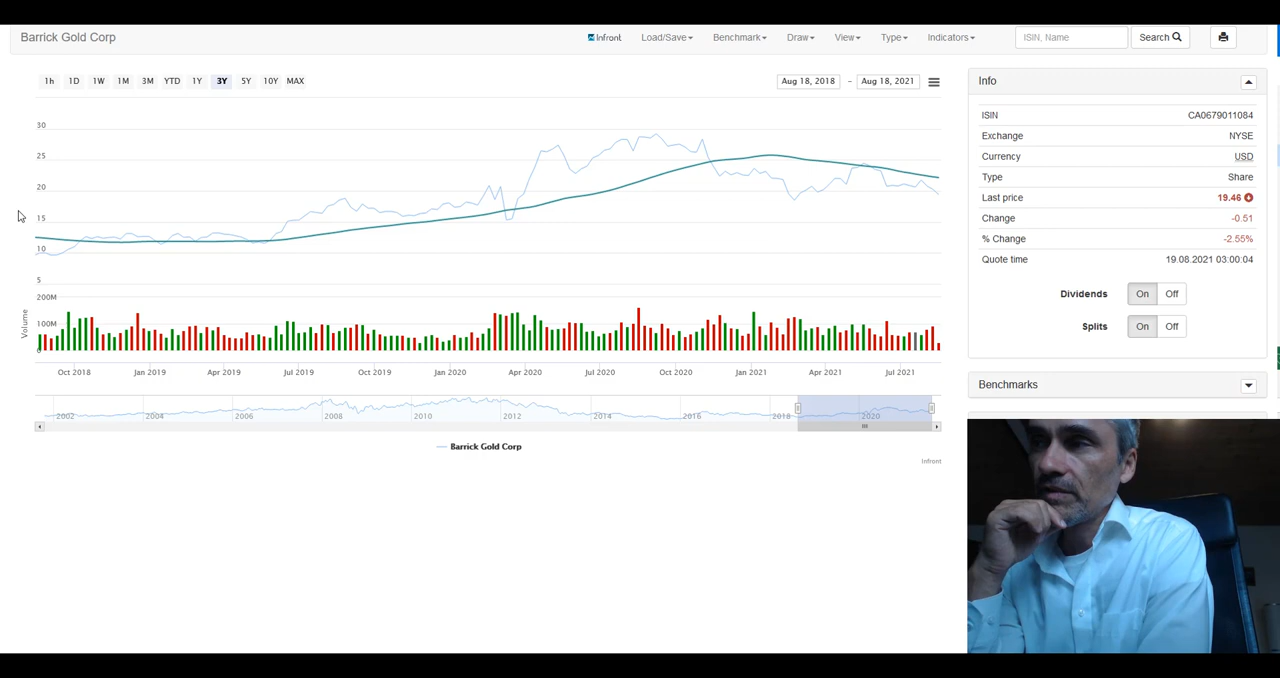 Barrick Gold Corp
Infront Load/Save Benchmark Draw View Type Indicators ISIN, Name Search
1h 1D 1W 1M 3M YTD 1Y 3Y 5Y 10Y MAX
Aug 18, 2018 – Aug 18, 2021
30
25
20
15
10
5
200M
100M
0
Volume
Oct 2018 Jan 2019 Apr 2019 Jul 2019 Oct 2019 Jan 2020 Apr 2020 Jul 2020 Oct 2020 Jan 2021 Apr 2021 Jul 2021
2002 2004 2006 2008 2010 2012 2014 2016 2018 2020
Barrick Gold Corp
Infront
Info
ISIN CA0679011084
Exchange NYSE
Currency USD
Type Share
Last price 19.46
Change -0.51
% Change -2.55%
Quote time 19.08.2021 03:00:04
Dividends On Off
Splits On Off
Benchmarks